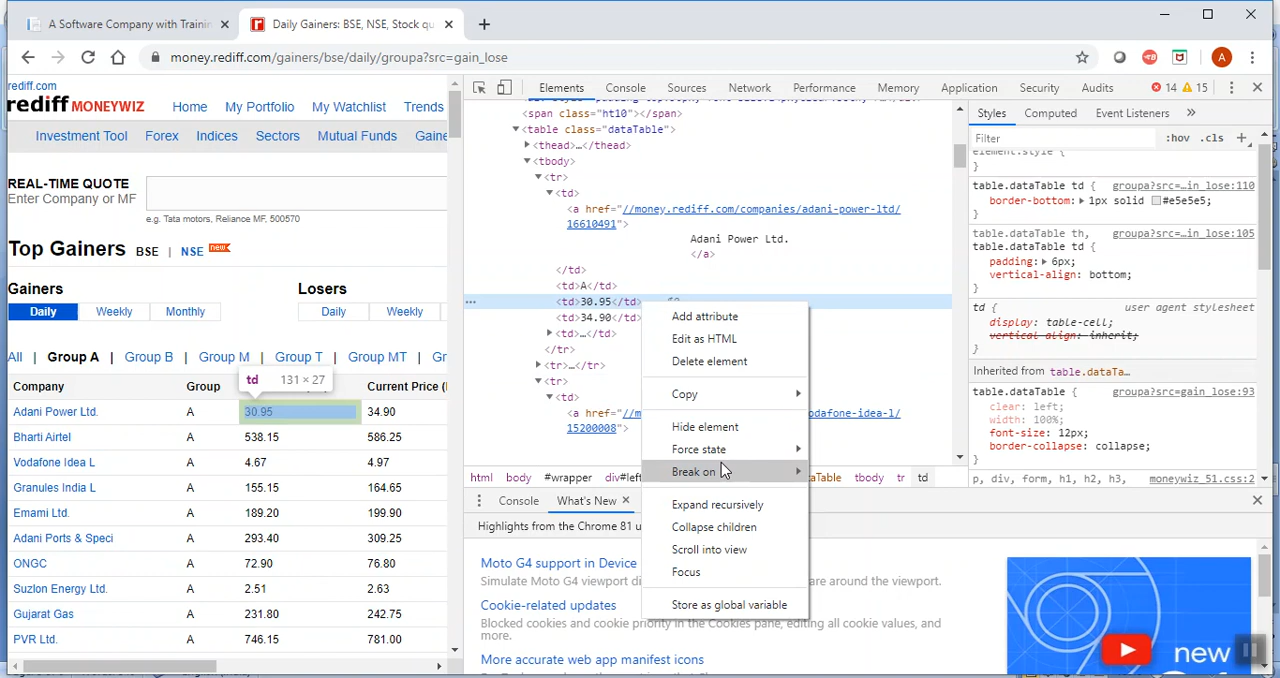 A Software Company with Trainin
Daily Gainers: BSE, NSE, Stock qu
money.rediff.com/gainers/bse/daily/groupa?src=gain_lose
A
rediff.com
rediff MONEYWIZ Home My Portfolio My Watchlist Trends
Investment Tool Forex Indices Sectors Mutual Funds Gaine
REAL-TIME QUOTE
Enter Company or MF
e.g. Tata motors, Reliance MF, 500570
Top Gainers BSE | NSE new
Gainers Losers
Daily Weekly Monthly Daily Weekly
All | Group A | Group B | Group M | Group T | Group MT | Gr
td 131 × 27
Company Group Current Price (
Adani Power Ltd. A 30.95 34.90
Bharti Airtel A 538.15 586.25
Vodafone Idea L A 4.67 4.97
Granules India L A 155.15 164.65
Emami Ltd. A 189.20 199.90
Adani Ports & Speci A 293.40 309.25
ONGC A 72.90 76.80
Suzlon Energy Ltd. A 2.51 2.63
Gujarat Gas A 231.80 242.75
PVR Ltd. A 746.15 781.00
Elements Console Sources Network Performance Memory Application Security Audits 14 15
<span class="ht10"></span>
<table class="dataTable">
<thead>…</thead>
<tbody>
<tr>
<td>
<a href="//money.rediff.com/companies/adani-power-ltd/
16610491">
Adani Power Ltd.
</a>
</td>
<td>A</td>
<td>30.95</td>
<td>34.90</td>
<td>…</td>
</tr>
<tr>…</tr>
<tr>
<td>
<a href="//m odafone-idea-l/
15200008">
Add attribute
Edit as HTML
Delete element
Copy
Hide element
Force state
Break on
Expand recursively
Collapse children
Scroll into view
Focus
Store as global variable
html body #wrapper div#left taTable tbody tr td
Styles Computed Event Listeners »
Filter :hov .cls +
element.style {
}
table.dataTable td { groupa?src=…in_lose:110
border-bottom: 1px solid #e5e5e5;
}
table.dataTable th, groupa?src=…in_lose:105
table.dataTable td {
padding: 6px;
vertical-align: bottom;
}
td { user agent stylesheet
display: table-cell;
vertical-align: inherit;
}
Inherited from table.dataTa…
table.dataTable { groupa?src=gain_lose:93
clear: left;
width: 100%;
font-size: 12px;
border-collapse: collapse;
}
p, div, form, h1, h2, h3, moneywiz_51.css:2
Console What's New
Highlights from the Chrome 81 u
Moto G4 support in Device
Simulate Moto G4 viewport di are around the viewport.
Cookie-related updates
Blocked cookies and cookie priority in the Cookies pane, editing all cookie values, and
more.
More accurate web app manifest icons
new